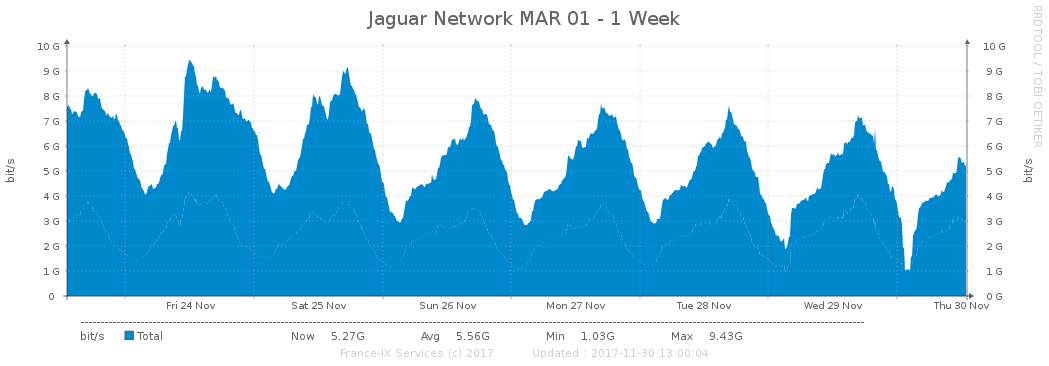 Jaguar Network MAR 01 - 1 Week
RRDTOOL / TOBI OETIKER
10 G 10 G
9 G 9 G
8 G 8 G
7 G 7 G
6 G 6 G
5 G 5 G
4 G 4 G
3 G 3 G
2 G 2 G
1 G 1 G
0 0 G
bit/s
bit/s
Fri 24 Nov Sat 25 Nov Sun 26 Nov Mon 27 Nov Tue 28 Nov Wed 29 Nov Thu 30 Nov
bit/s Total Now 5.27G Avg 5.56G Min 1.03G Max 9.43G
France-IX Services (c) 2017 Updated : 2017-11-30 13:00:04